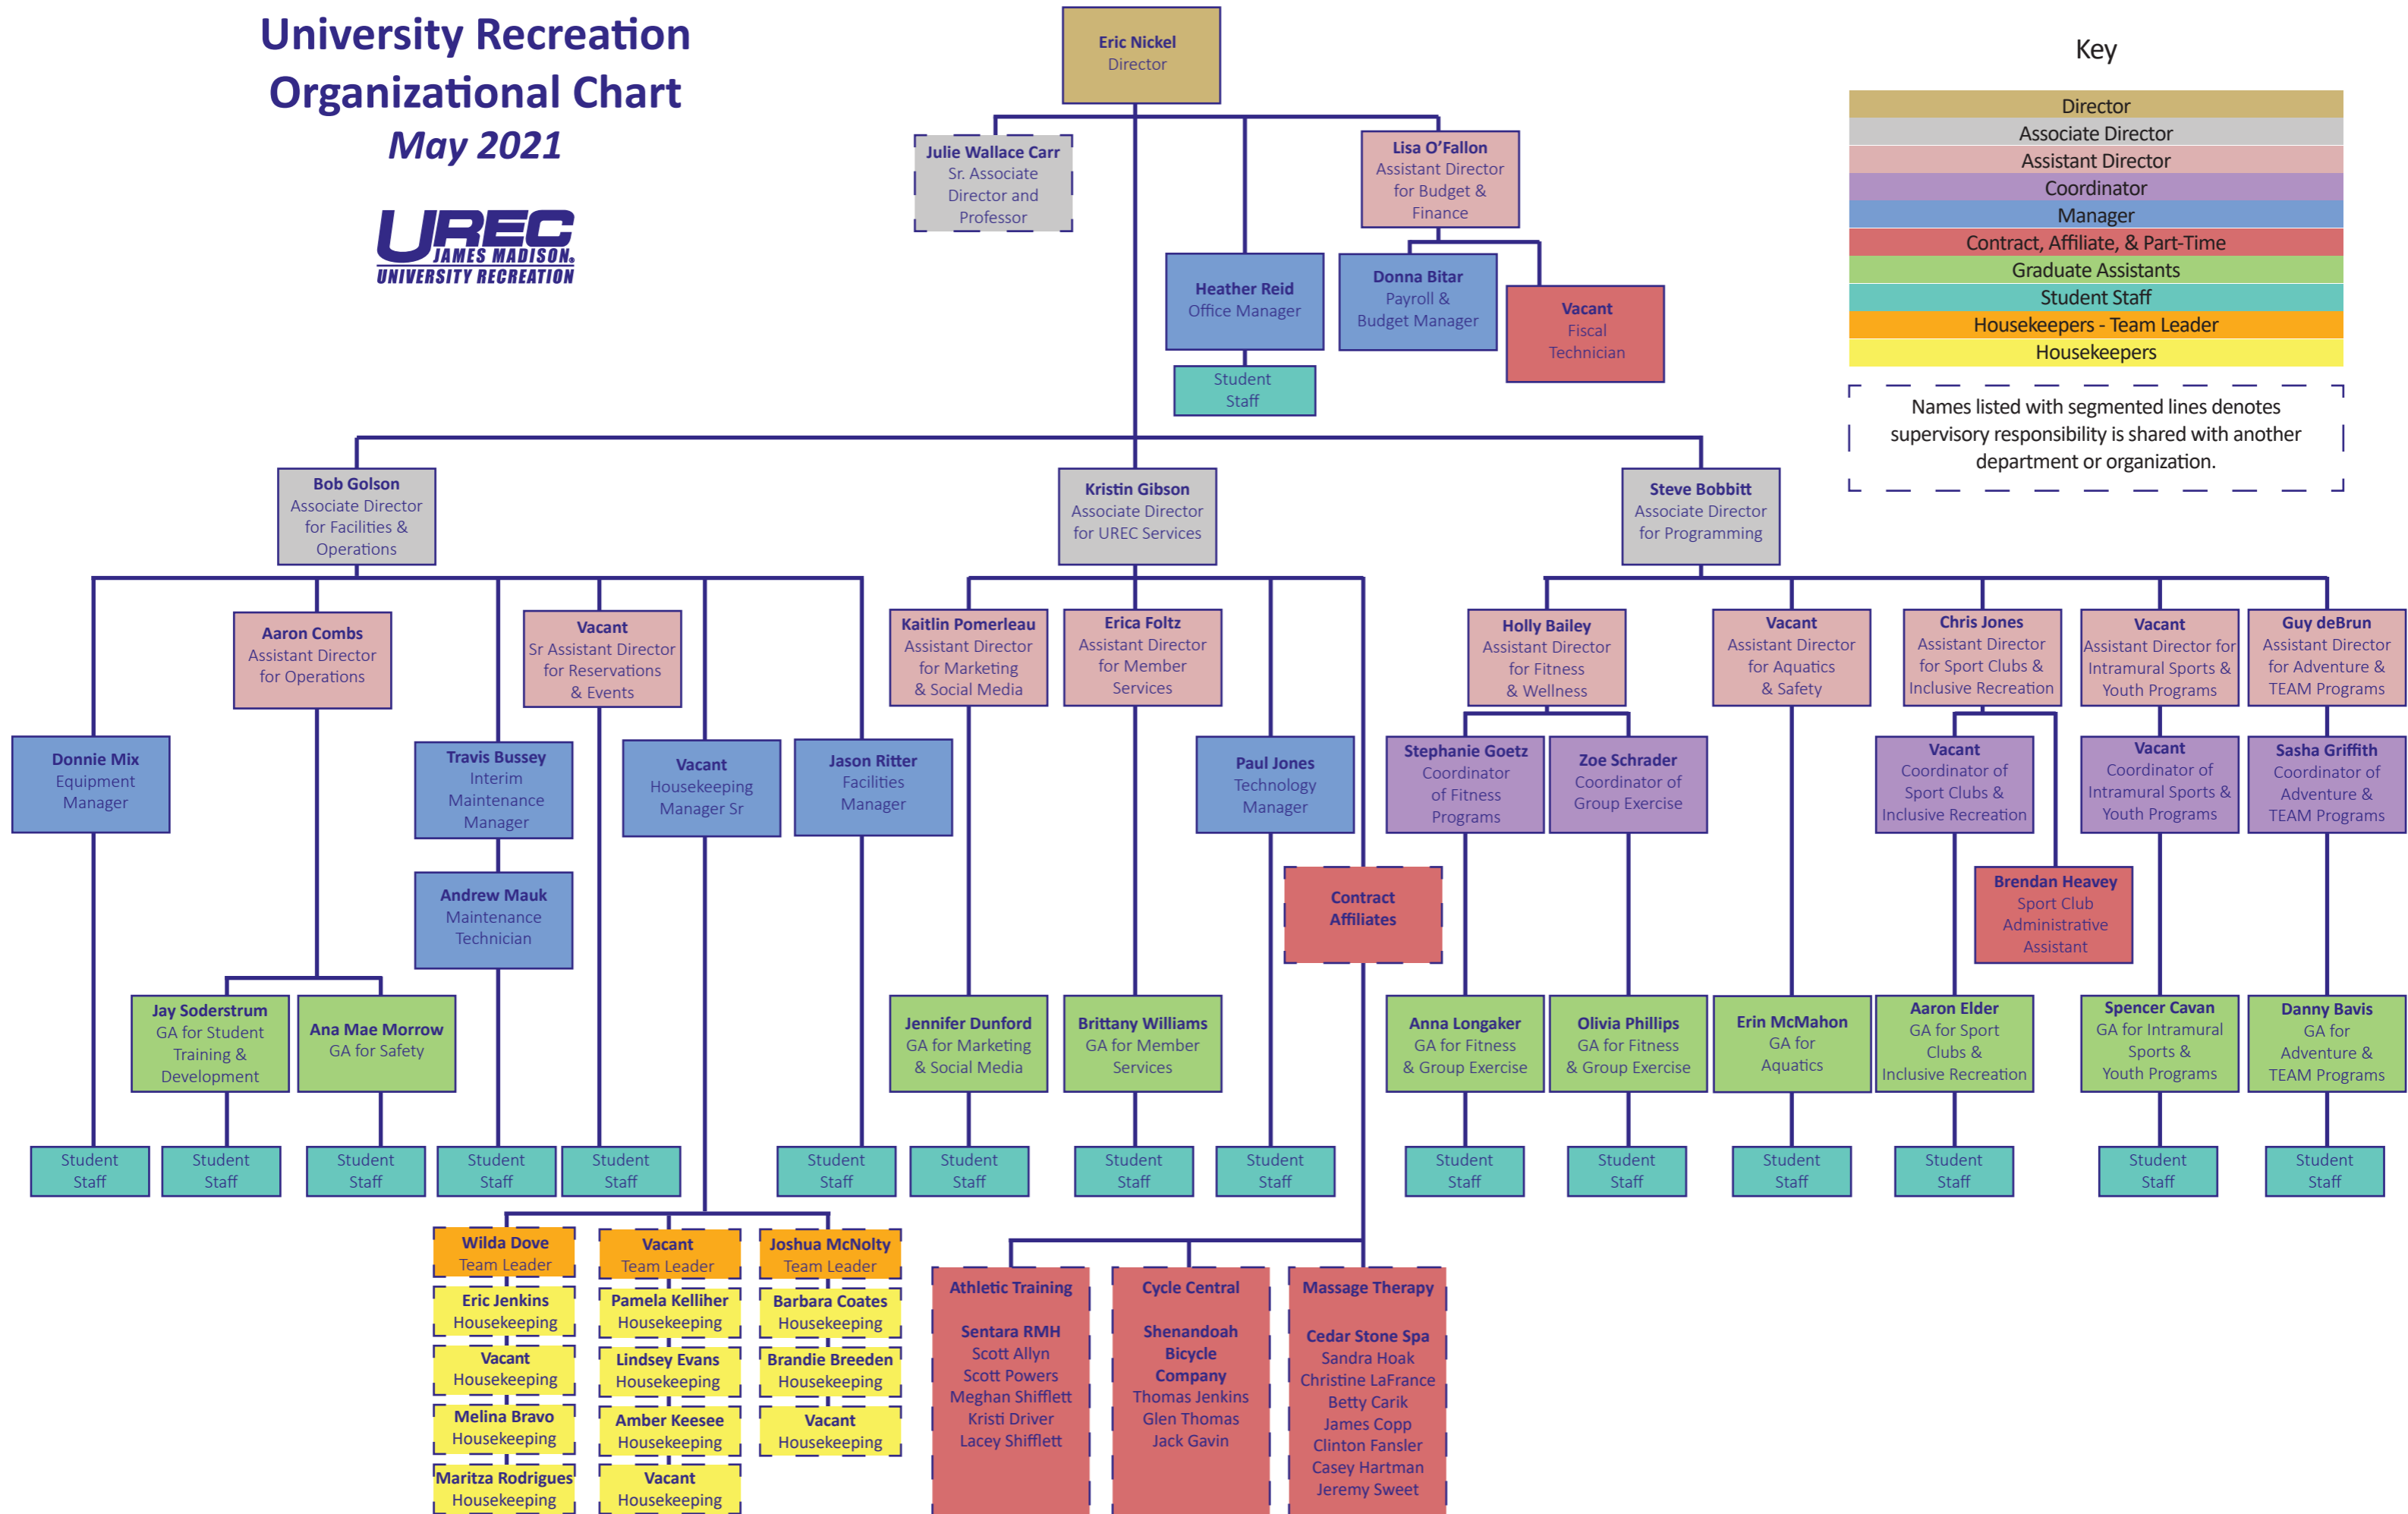 University Recreation
Organizational Chart
May 2021
UREC
JAMES MADISON.
UNIVERSITY RECREATION
Eric Nickel
Director
Key
Director
Associate Director
Assistant Director
Coordinator
Manager
Contract, Affiliate, & Part-Time
Graduate Assistants
Student Staff
Housekeepers - Team Leader
Housekeepers
Names listed with segmented lines denotes
supervisory responsibility is shared with another
department or organization.
Julie Wallace Carr
Sr. Associate
Director and
Professor
Lisa O'Fallon
Assistant Director
for Budget &
Finance
Heather Reid
Office Manager
Donna Bitar
Payroll &
Budget Manager
Vacant
Fiscal
Technician
Student
Staff
Bob Golson
Associate Director
for Facilities &
Operations
Kristin Gibson
Associate Director
for UREC Services
Steve Bobbitt
Associate Director
for Programming
Aaron Combs
Assistant Director
for Operations
Vacant
Sr Assistant Director
for Reservations
& Events
Kaitlin Pomerleau
Assistant Director
for Marketing
& Social Media
Erica Foltz
Assistant Director
for Member
Services
Holly Bailey
Assistant Director
for Fitness
& Wellness
Vacant
Assistant Director
for Aquatics
& Safety
Chris Jones
Assistant Director
for Sport Clubs &
Inclusive Recreation
Vacant
Assistant Director for
Intramural Sports &
Youth Programs
Guy deBrun
Assistant Director
for Adventure &
TEAM Programs
Donnie Mix
Equipment
Manager
Travis Bussey
Interim
Maintenance
Manager
Vacant
Housekeeping
Manager Sr
Jason Ritter
Facilities
Manager
Paul Jones
Technology
Manager
Stephanie Goetz
Coordinator
of Fitness
Programs
Zoe Schrader
Coordinator of
Group Exercise
Vacant
Coordinator of
Sport Clubs &
Inclusive Recreation
Vacant
Coordinator of
Intramural Sports &
Youth Programs
Sasha Griffith
Coordinator of
Adventure &
TEAM Programs
Andrew Mauk
Maintenance
Technician
Contract
Affiliates
Brendan Heavey
Sport Club
Administrative
Assistant
Jay Soderstrum
GA for Student
Training &
Development
Ana Mae Morrow
GA for Safety
Jennifer Dunford
GA for Marketing
& Social Media
Brittany Williams
GA for Member
Services
Anna Longaker
GA for Fitness
& Group Exercise
Olivia Phillips
GA for Fitness
& Group Exercise
Erin McMahon
GA for
Aquatics
Aaron Elder
GA for Sport
Clubs &
Inclusive Recreation
Spencer Cavan
GA for Intramural
Sports &
Youth Programs
Danny Bavis
GA for
Adventure &
TEAM Programs
Student
Staff
Student
Staff
Student
Staff
Student
Staff
Student
Staff
Student
Staff
Student
Staff
Student
Staff
Student
Staff
Student
Staff
Student
Staff
Student
Staff
Student
Staff
Student
Staff
Student
Staff
Wilda Dove
Team Leader
Eric Jenkins
Housekeeping
Vacant
Housekeeping
Melina Bravo
Housekeeping
Maritza Rodrigues
Housekeeping
Vacant
Team Leader
Pamela Kelliher
Housekeeping
Lindsey Evans
Housekeeping
Amber Keesee
Housekeeping
Vacant
Housekeeping
Joshua McNolty
Team Leader
Barbara Coates
Housekeeping
Brandie Breeden
Housekeeping
Vacant
Housekeeping
Athletic Training
Sentara RMH
Scott Allyn
Scott Powers
Meghan Shifflett
Kristi Driver
Lacey Shifflett
Cycle Central
Shenandoah
Bicycle
Company
Thomas Jenkins
Glen Thomas
Jack Gavin
Massage Therapy
Cedar Stone Spa
Sandra Hoak
Christine LaFrance
Betty Carik
James Copp
Clinton Fansler
Casey Hartman
Jeremy Sweet